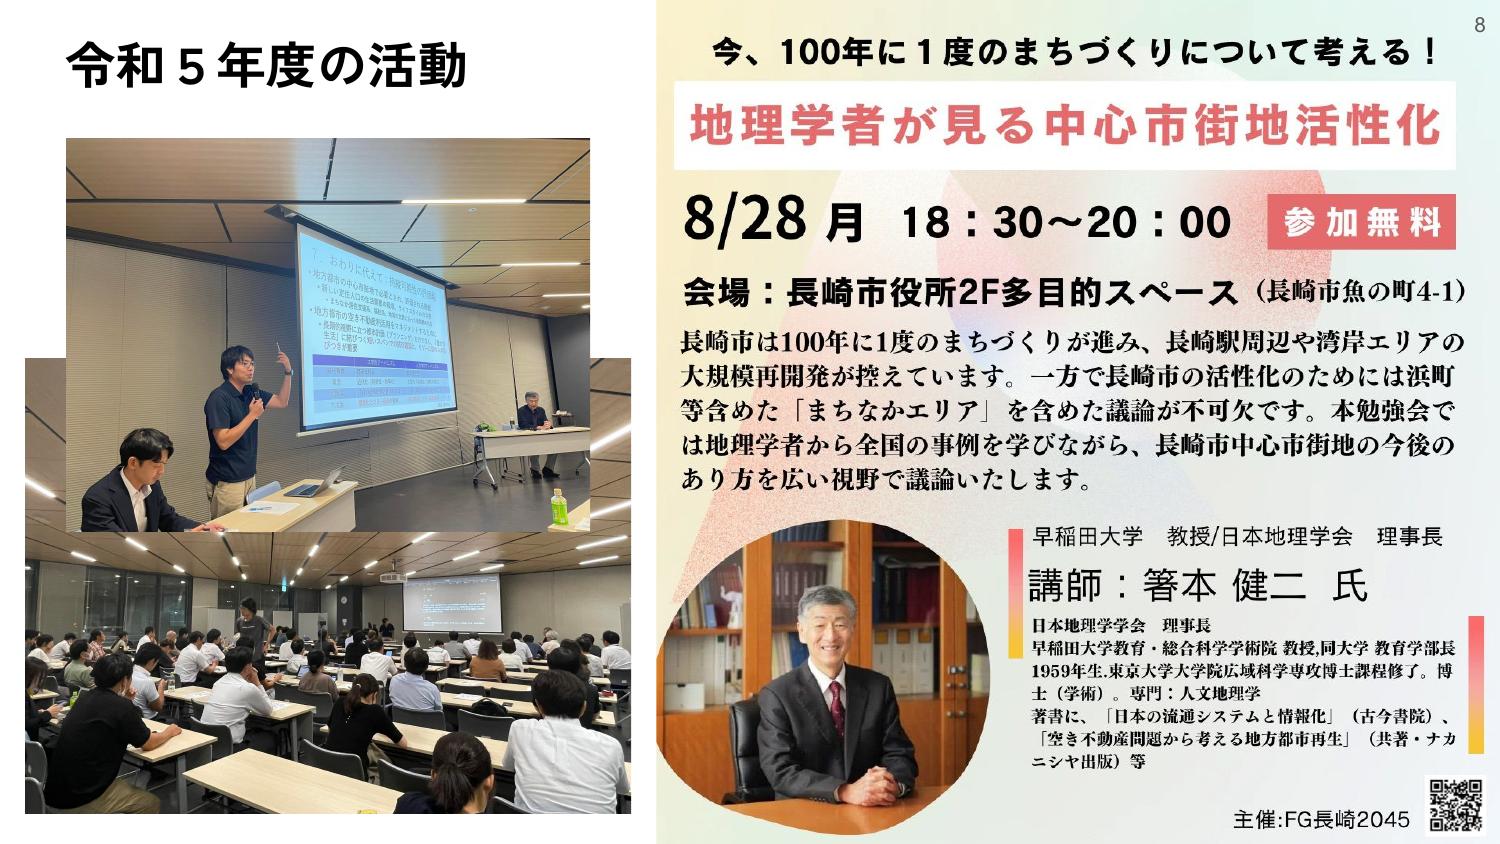 8
令和５年度の活動
今、100年に１度のまちづくりについて考える！
地理学者が見る中心市街地活性化
8/28 月 18：30〜20：00 参加無料
会場：長崎市役所2F多目的スペース（長崎市魚の町4-1）
長崎市は100年に1度のまちづくりが進み、長崎駅周辺や湾岸エリアの
大規模再開発が控えています。一方で長崎市の活性化のためには浜町
等含めた「まちなかエリア」を含めた議論が不可欠です。本勉強会で
は地理学者から全国の事例を学びながら、長崎市中心市街地の今後の
あり方を広い視野で議論いたします。
早稲田大学　教授/日本地理学会　理事長
講師：箸本 健二 氏
日本地理学学会　理事長
早稲田大学教育・総合科学学術院 教授,同大学 教育学部長
1959年生.東京大学大学院広域科学専攻博士課程修了。博
士（学術）。専門：人文地理学
著書に、「日本の流通システムと情報化」（古今書院）、
「空き不動産問題から考える地方都市再生」（共著・ナカ
ニシヤ出版）等
主催:FG長崎2045